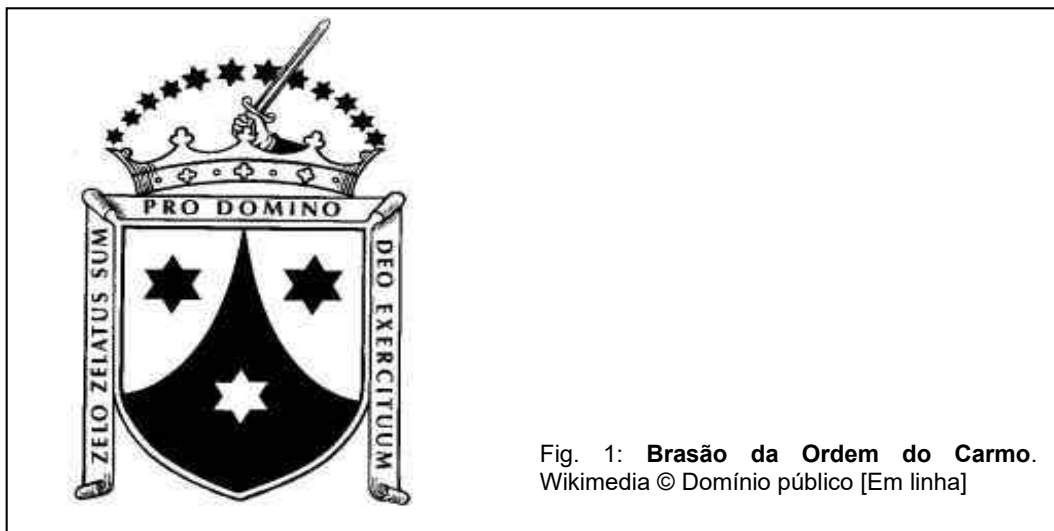 ZELO ZELATUS SUM
PRO DOMINO
DEO EXERCITUUM
Fig. 1: Brasão da Ordem do Carmo.
Wikimedia © Domínio público [Em linha]